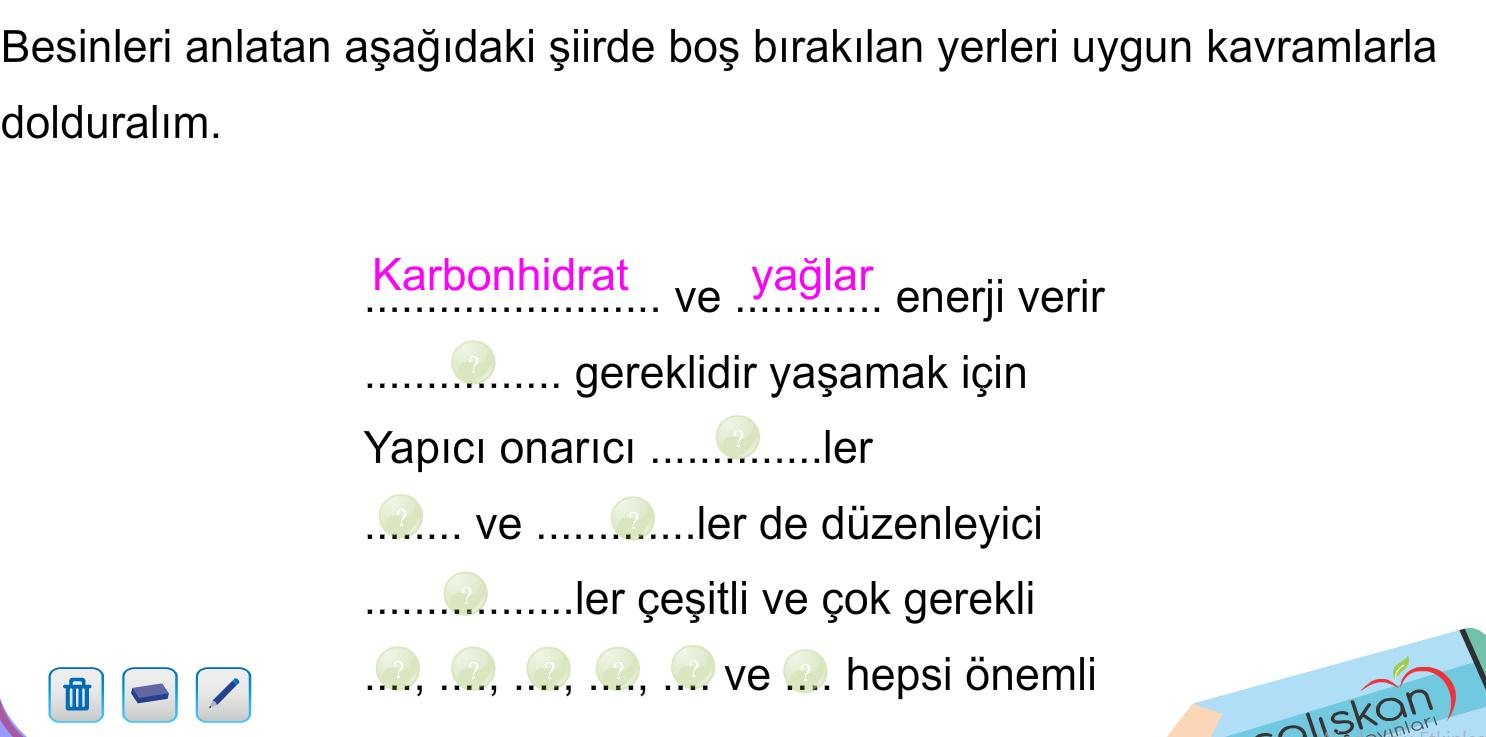 Besinleri anlatan aşağıdaki şiirde boş bırakılan yerleri uygun kavramlarla
dolduralım.
Karbonhidrat ve yağlar enerji verir
................ gereklidir yaşamak için
Yapıcı onarıcı ..............ler
........ ve .............ler de düzenleyici
.................ler çeşitli ve çok gerekli
...., ...., ...., ...., .... ve .... hepsi önemli